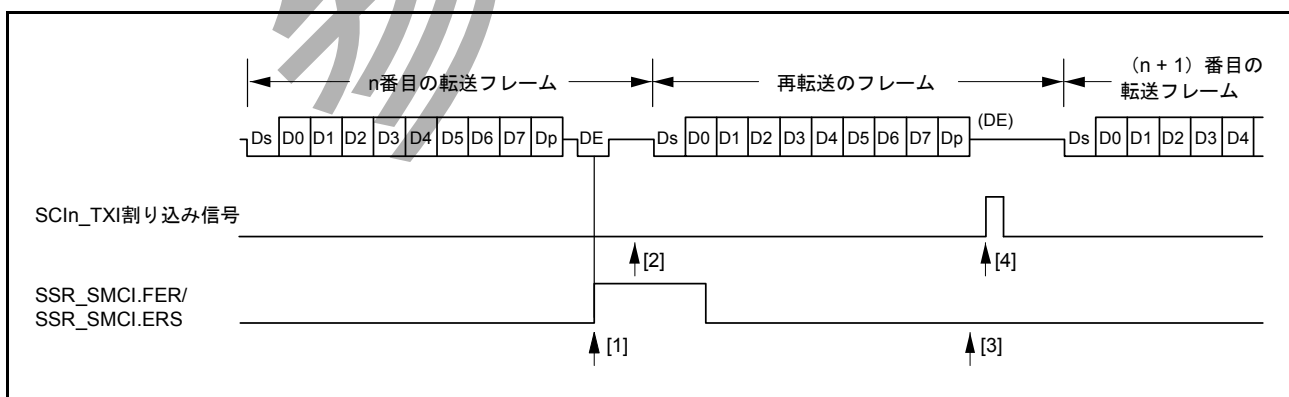 n番目の転送フレーム
再転送のフレーム
（n + 1）番目の
転送フレーム
Ds D0 D1 D2 D3 D4 D5 D6 D7 Dp DE Ds D0 D1 D2 D3 D4 D5 D6 D7 Dp (DE) Ds D0 D1 D2 D3 D4
SCIn_TXI割り込み信号
[2] [4]
SSR_SMCI.FER/
SSR_SMCI.ERS
[1] [3]